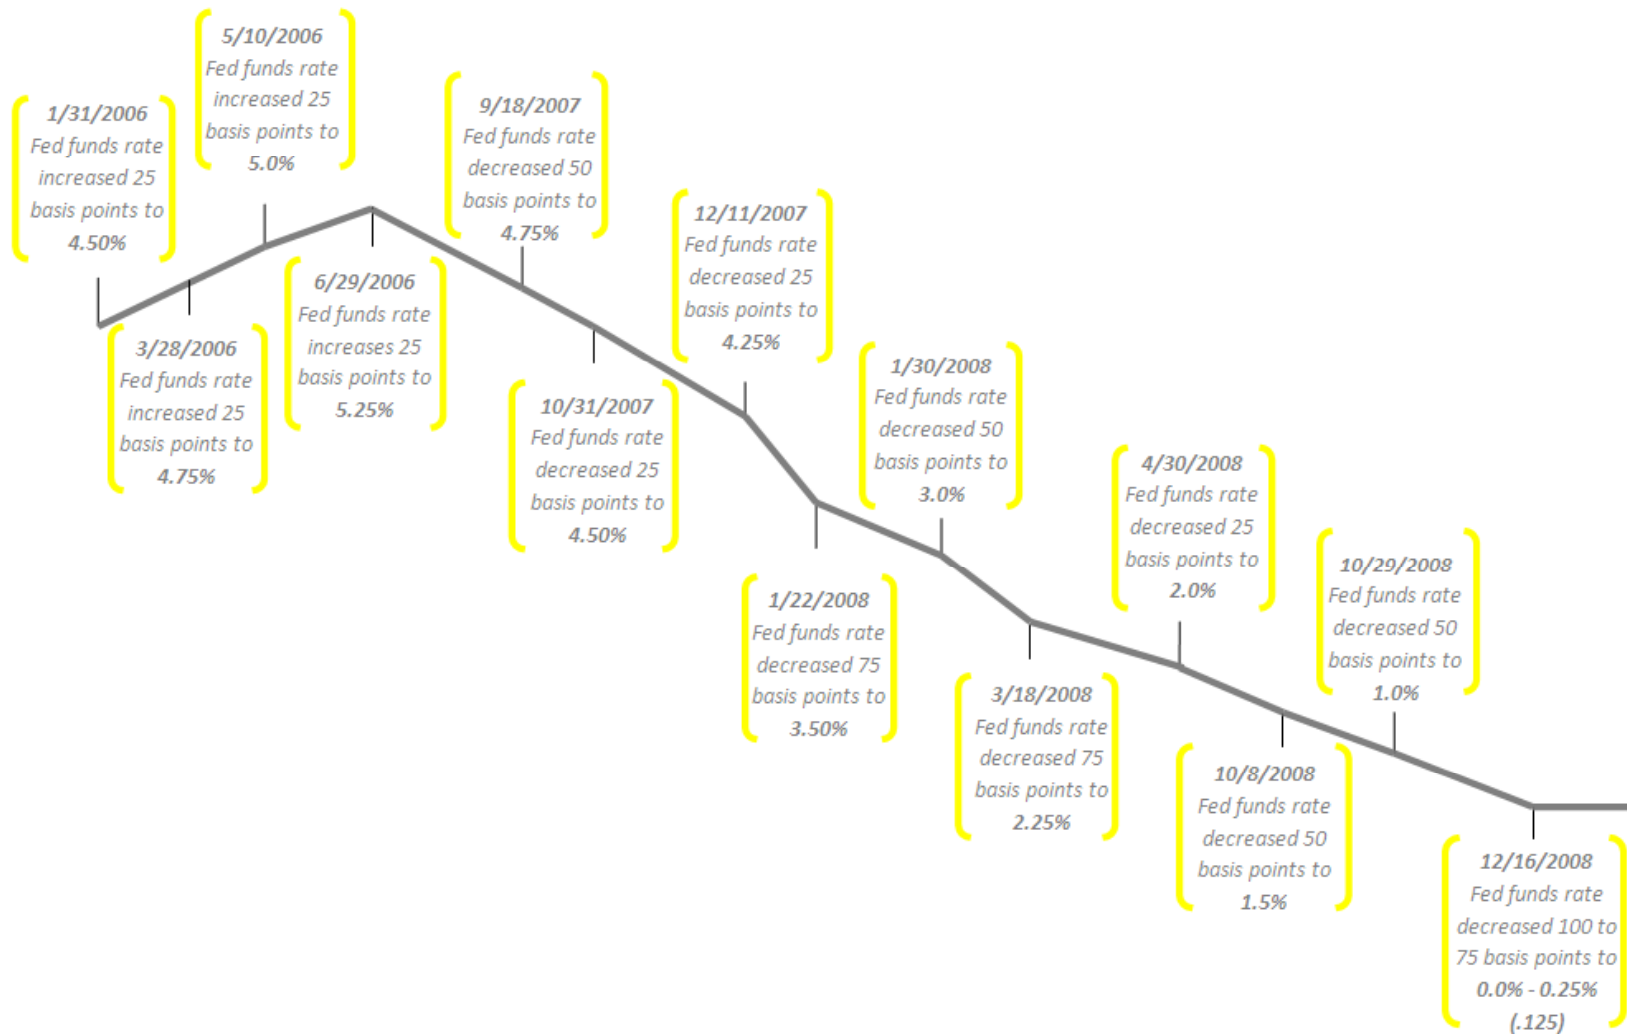 1/31/2006
Fed funds rate
increased 25
basis points to
4.50%
3/28/2006
Fed funds rate
increased 25
basis points to
4.75%
5/10/2006
Fed funds rate
increased 25
basis points to
5.0%
6/29/2006
Fed funds rate
increases 25
basis points to
5.25%
9/18/2007
Fed funds rate
decreased 50
basis points to
4.75%
10/31/2007
Fed funds rate
decreased 25
basis points to
4.50%
12/11/2007
Fed funds rate
decreased 25
basis points to
4.25%
1/22/2008
Fed funds rate
decreased 75
basis points to
3.50%
1/30/2008
Fed funds rate
decreased 50
basis points to
3.0%
3/18/2008
Fed funds rate
decreased 75
basis points to
2.25%
4/30/2008
Fed funds rate
decreased 25
basis points to
2.0%
10/8/2008
Fed funds rate
decreased 50
basis points to
1.5%
10/29/2008
Fed funds rate
decreased 50
basis points to
1.0%
12/16/2008
Fed funds rate
decreased 100 to
75 basis points to
0.0% - 0.25%
(.125)